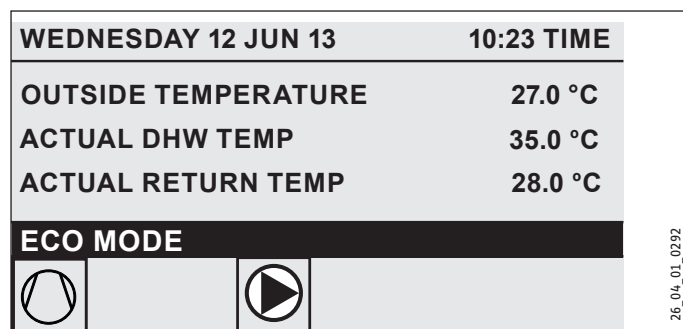 WEDNESDAY 12 JUN 13 10:23 TIME
OUTSIDE TEMPERATURE 27.0 °C
ACTUAL DHW TEMP 35.0 °C
ACTUAL RETURN TEMP 28.0 °C
ECO MODE
26_04_01_0292